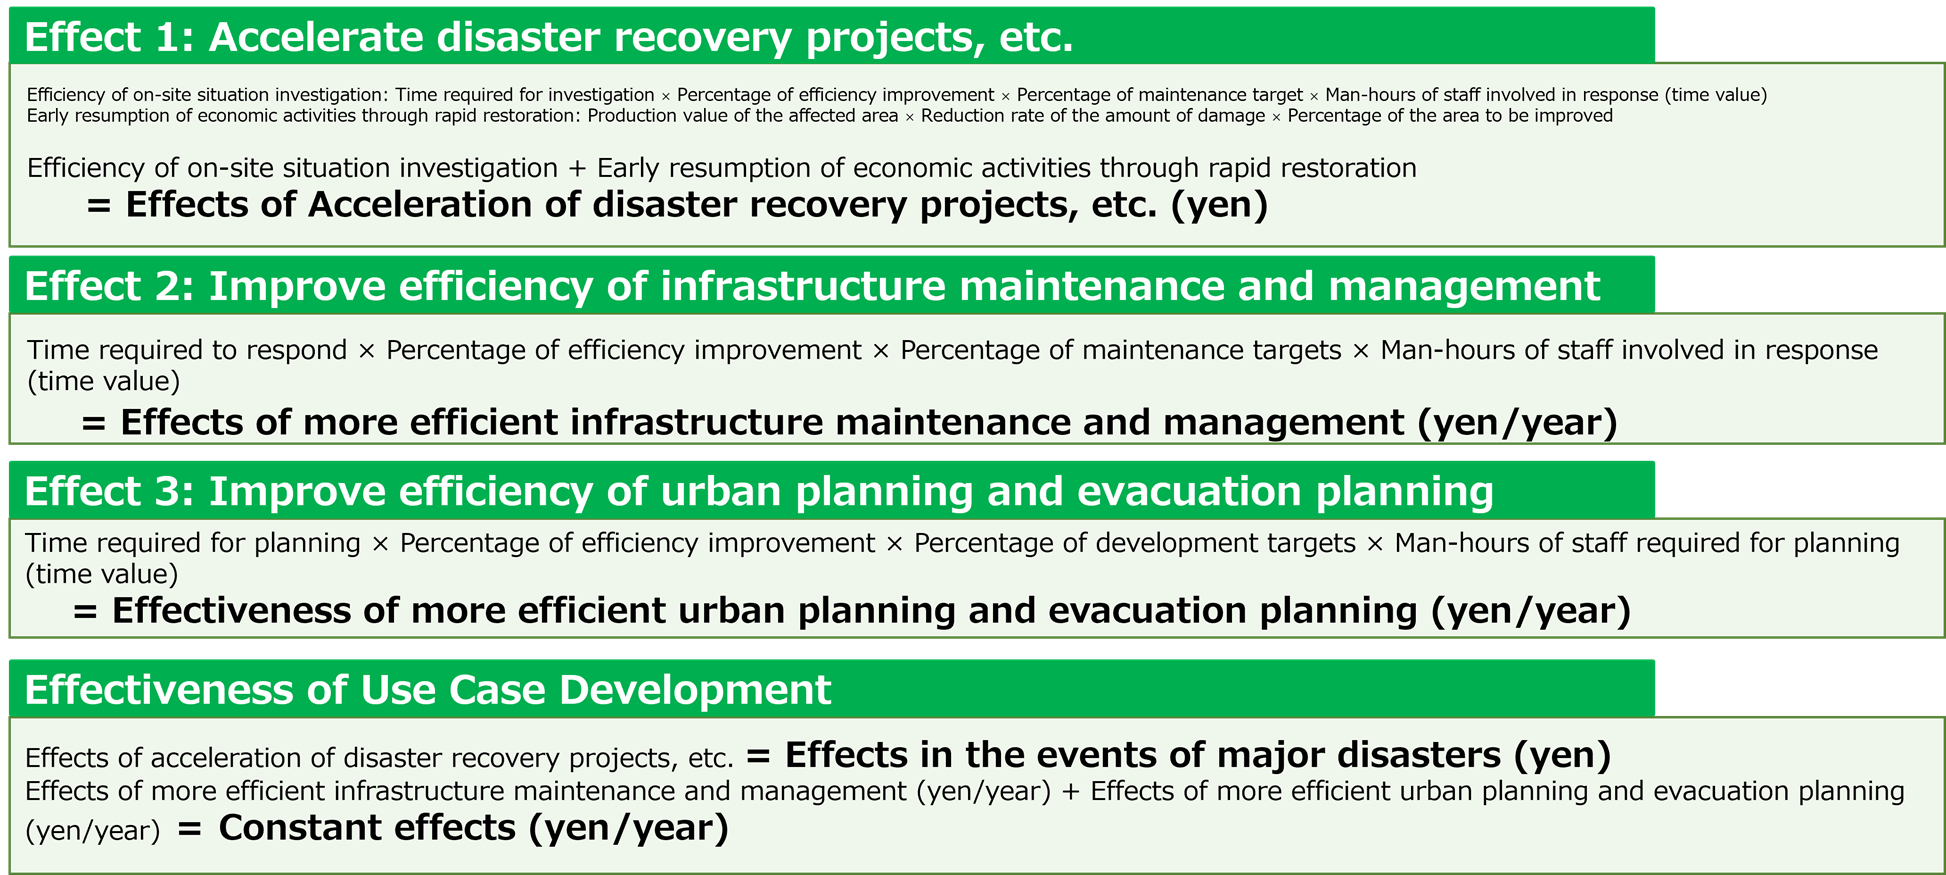 Effect 1: Accelerate disaster recovery projects, etc.
Efficiency of on-site situation investigation: Time required for investigation × Percentage of efficiency improvement × Percentage of maintenance target × Man-hours of staff involved in response (time value)
Early resumption of economic activities through rapid restoration: Production value of the affected area × Reduction rate of the amount of damage × Percentage of the area to be improved
Efficiency of on-site situation investigation + Early resumption of economic activities through rapid restoration
= Effects of Acceleration of disaster recovery projects, etc. (yen)
Effect 2: Improve efficiency of infrastructure maintenance and management
Time required to respond × Percentage of efficiency improvement × Percentage of maintenance targets × Man-hours of staff involved in response
(time value)
= Effects of more efficient infrastructure maintenance and management (yen/year)
Effect 3: Improve efficiency of urban planning and evacuation planning
Time required for planning × Percentage of efficiency improvement × Percentage of development targets × Man-hours of staff required for planning
(time value)
= Effectiveness of more efficient urban planning and evacuation planning (yen/year)
Effectiveness of Use Case Development
Effects of acceleration of disaster recovery projects, etc. = Effects in the events of major disasters (yen)
Effects of more efficient infrastructure maintenance and management (yen/year) + Effects of more efficient urban planning and evacuation planning
(yen/year) = Constant effects (yen/year)